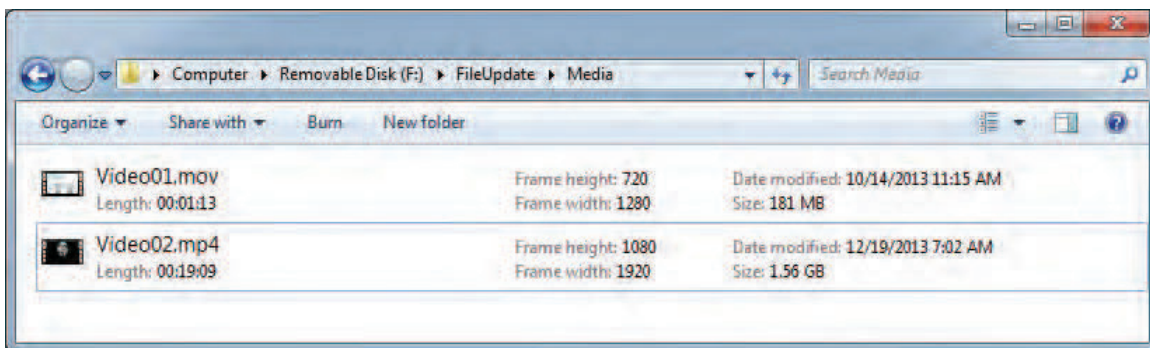 Computer Removable Disk (F:) FileUpdate Media Search Media
Organize Share with Burn New folder
Video01.mov Frame height: 720 Date modified: 10/14/2013 11:15 AM
Length: 00:01:13 Frame width: 1280 Size: 181 MB
Video02.mp4 Frame height: 1080 Date modified: 12/19/2013 7:02 AM
Length: 00:19:09 Frame width: 1920 Size: 1.56 GB